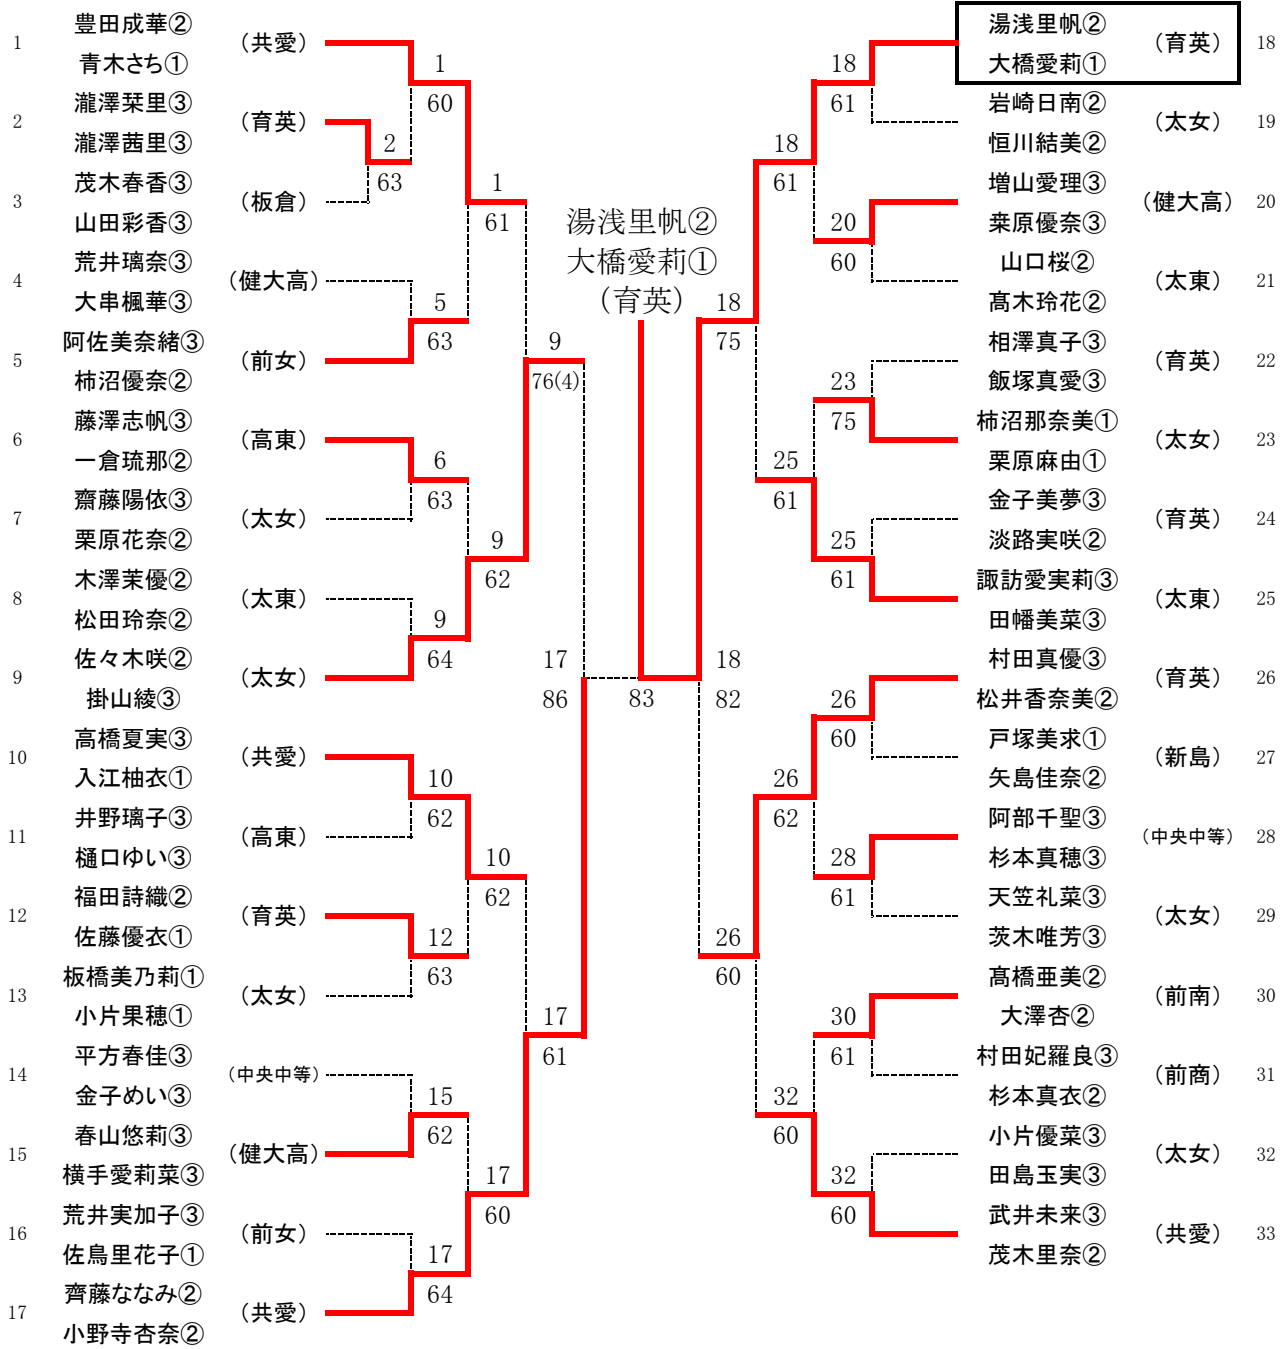 豊田成華②
1 (共愛)
青木さち①
瀧澤栞里③
2 (育英)
瀧澤茜里③
茂木春香③
3 (板倉)
山田彩香③
荒井璃奈③
4 (健大高)
大串楓華③
阿佐美奈緒③
5 (前女)
柿沼優奈②
藤澤志帆③
6 (高東)
一倉琉那②
齋藤陽依③
7 (太女)
栗原花奈②
木澤茉優②
8 (太東)
松田玲奈②
佐々木咲②
9 (太女)
掛山綾③
高橋夏実③
10 (共愛)
入江柚衣①
井野璃子③
11 (高東)
樋口ゆい③
福田詩織②
12 (育英)
佐藤優衣①
板橋美乃莉①
13 (太女)
小片果穂①
平方春佳③
14 (中央中等)
金子めい③
春山悠莉③
15 (健大高)
横手愛莉菜③
荒井実加子③
16 (前女)
佐鳥里花子①
齊藤ななみ②
17 (共愛)
小野寺杏奈②
2
63
1
60
5
63
6
63
9
64
10
62
12
63
15
62
17
64
1
61
9
62
10
62
17
60
9
76(4)
17
61
17
86
湯浅里帆②
大橋愛莉①
(育英)
83
18
82
18
75
26
60
18
61
25
61
26
62
32
60
18
61
20
60
23
75
25
61
26
60
28
61
30
61
32
60
湯浅里帆②
(育英) 18
大橋愛莉①
岩崎日南②
(太女) 19
恒川結美②
増山愛理③
(健大高) 20
桒原優奈③
山口桜②
(太東) 21
髙木玲花②
相澤真子③
(育英) 22
飯塚真愛③
柿沼那奈美①
(太女) 23
栗原麻由①
金子美夢③
(育英) 24
淡路実咲②
諏訪愛実莉③
(太東) 25
田幡美菜③
村田真優③
(育英) 26
松井香奈美②
戸塚美求①
(新島) 27
矢島佳奈②
阿部千聖③
(中央中等) 28
杉本真穂③
天笠礼菜③
(太女) 29
茨木唯芳③
髙橋亜美②
(前南) 30
大澤杏②
村田妃羅良③
(前商) 31
杉本真衣②
小片優菜③
(太女) 32
田島玉実③
武井未来③
(共愛) 33
茂木里奈②